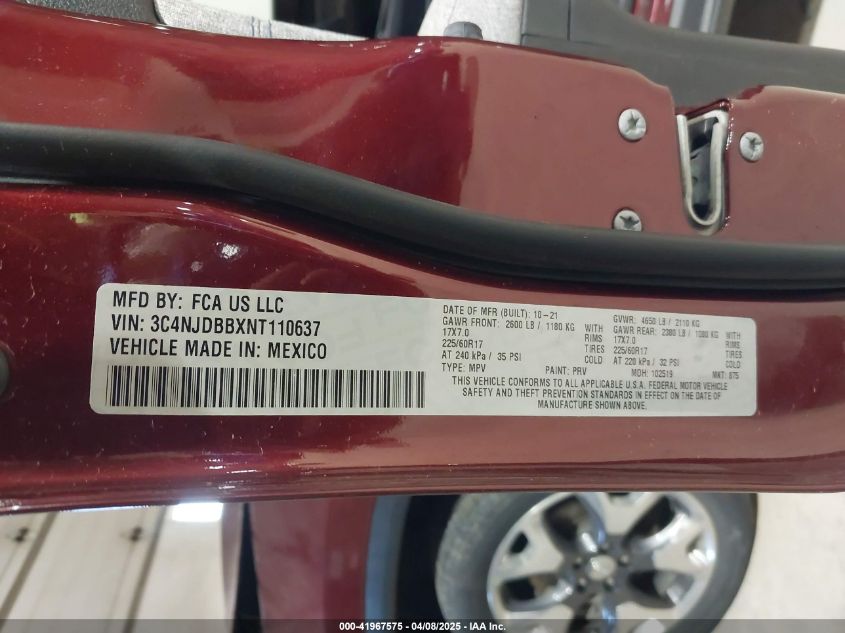 MFD BY: FCA US LLC
VIN: 3C4NJDBBXNT110637
VEHICLE MADE IN: MEXICO
DATE OF MFR (BUILT): 10-21 GVWR: 4650 LB / 2110 KG
GAWR FRONT: 2600 LB / 1180 KG WITH GAWR REAR: 2380 LB / 1080 KG WITH
17X7.0 RIMS 17X7.0 RIMS
225/60R17 TIRES 225/60R17 TIRES
AT 240 kPa / 35 PSI COLD AT 220 kPa / 32 PSI COLD
TYPE: MPV PAINT: PRV MDH: 102519 MKT: 875
THIS VEHICLE CONFORMS TO ALL APPLICABLE U.S.A. FEDERAL MOTOR VEHICLE
SAFETY AND THEFT PREVENTION STANDARDS IN EFFECT ON THE DATE OF
MANUFACTURE SHOWN ABOVE.
000-41967575 - 04/08/2025 - IAA Inc.